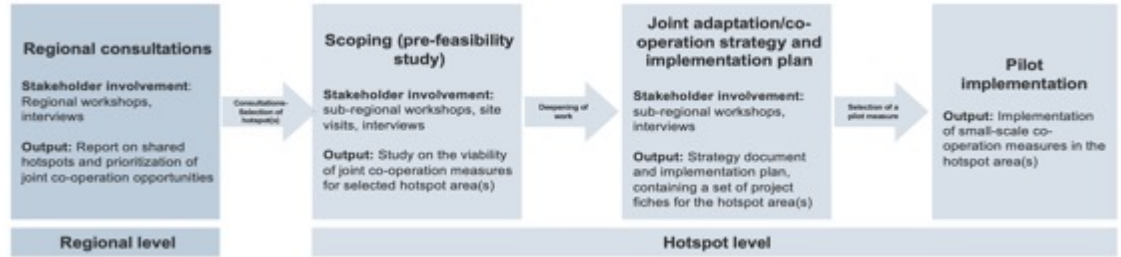 Regional consultations
Stakeholder involvement:
Regional workshops,
interviews
Output: Report on shared
hotspots and prioritization of
joint co-operation opportunities
Consultations-
Selection of
hotspot(s)
Scoping (pre-feasibility
study)
Stakeholder involvement:
sub-regional workshops, site
visits, interviews
Output: Study on the viability
of joint co-operation measures
for selected hotspot area(s)
Deepening of
work
Joint adaptation/co-
operation strategy and
implementation plan
Stakeholder involvement:
sub-regional workshops,
interviews
Output: Strategy document
and implementation plan,
containing a set of project
fiches for the hotspot area(s)
Selection of a
pilot measure
Pilot
implementation
Output: Implementation
of small-scale co-
operation measures in the
hotspot area(s)
Regional level
Hotspot level